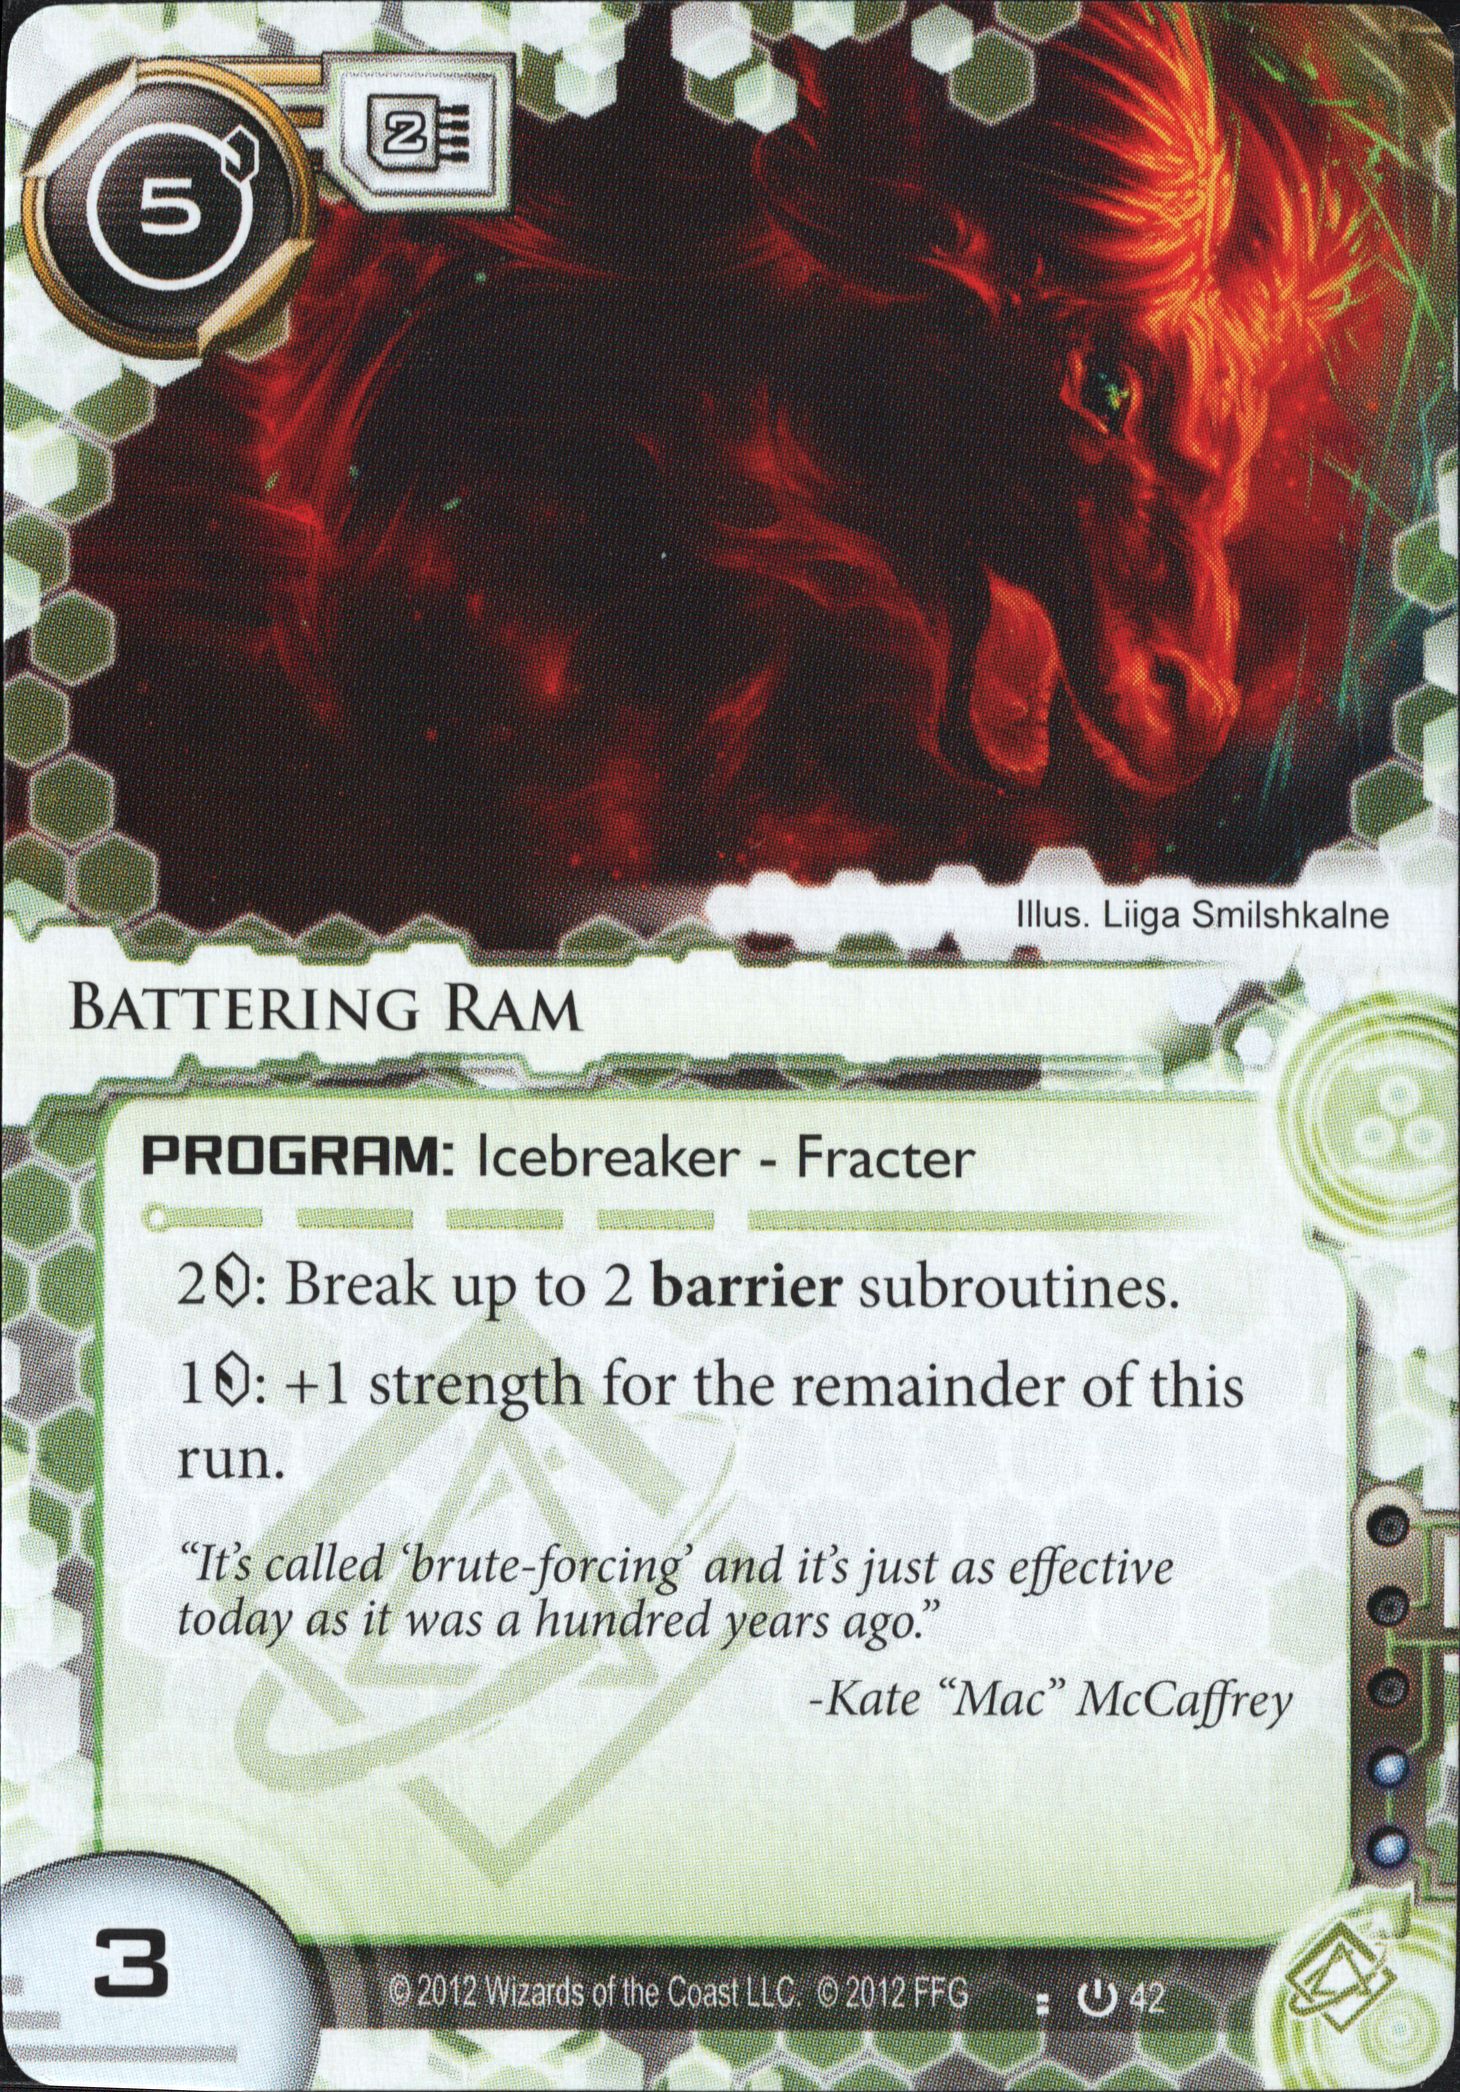 5
2
Illus. Liiga Smilshkalne
BATTERING RAM
PROGRAM: Icebreaker - Fracter
2: Break up to 2 barrier subroutines.
1: +1 strength for the remainder of this
run.
“It’s called ‘brute-forcing’ and it’s just as effective
today as it was a hundred years ago.”
-Kate “Mac” McCaffrey
3
© 2012 Wizards of the Coast LLC. © 2012 FFG
42